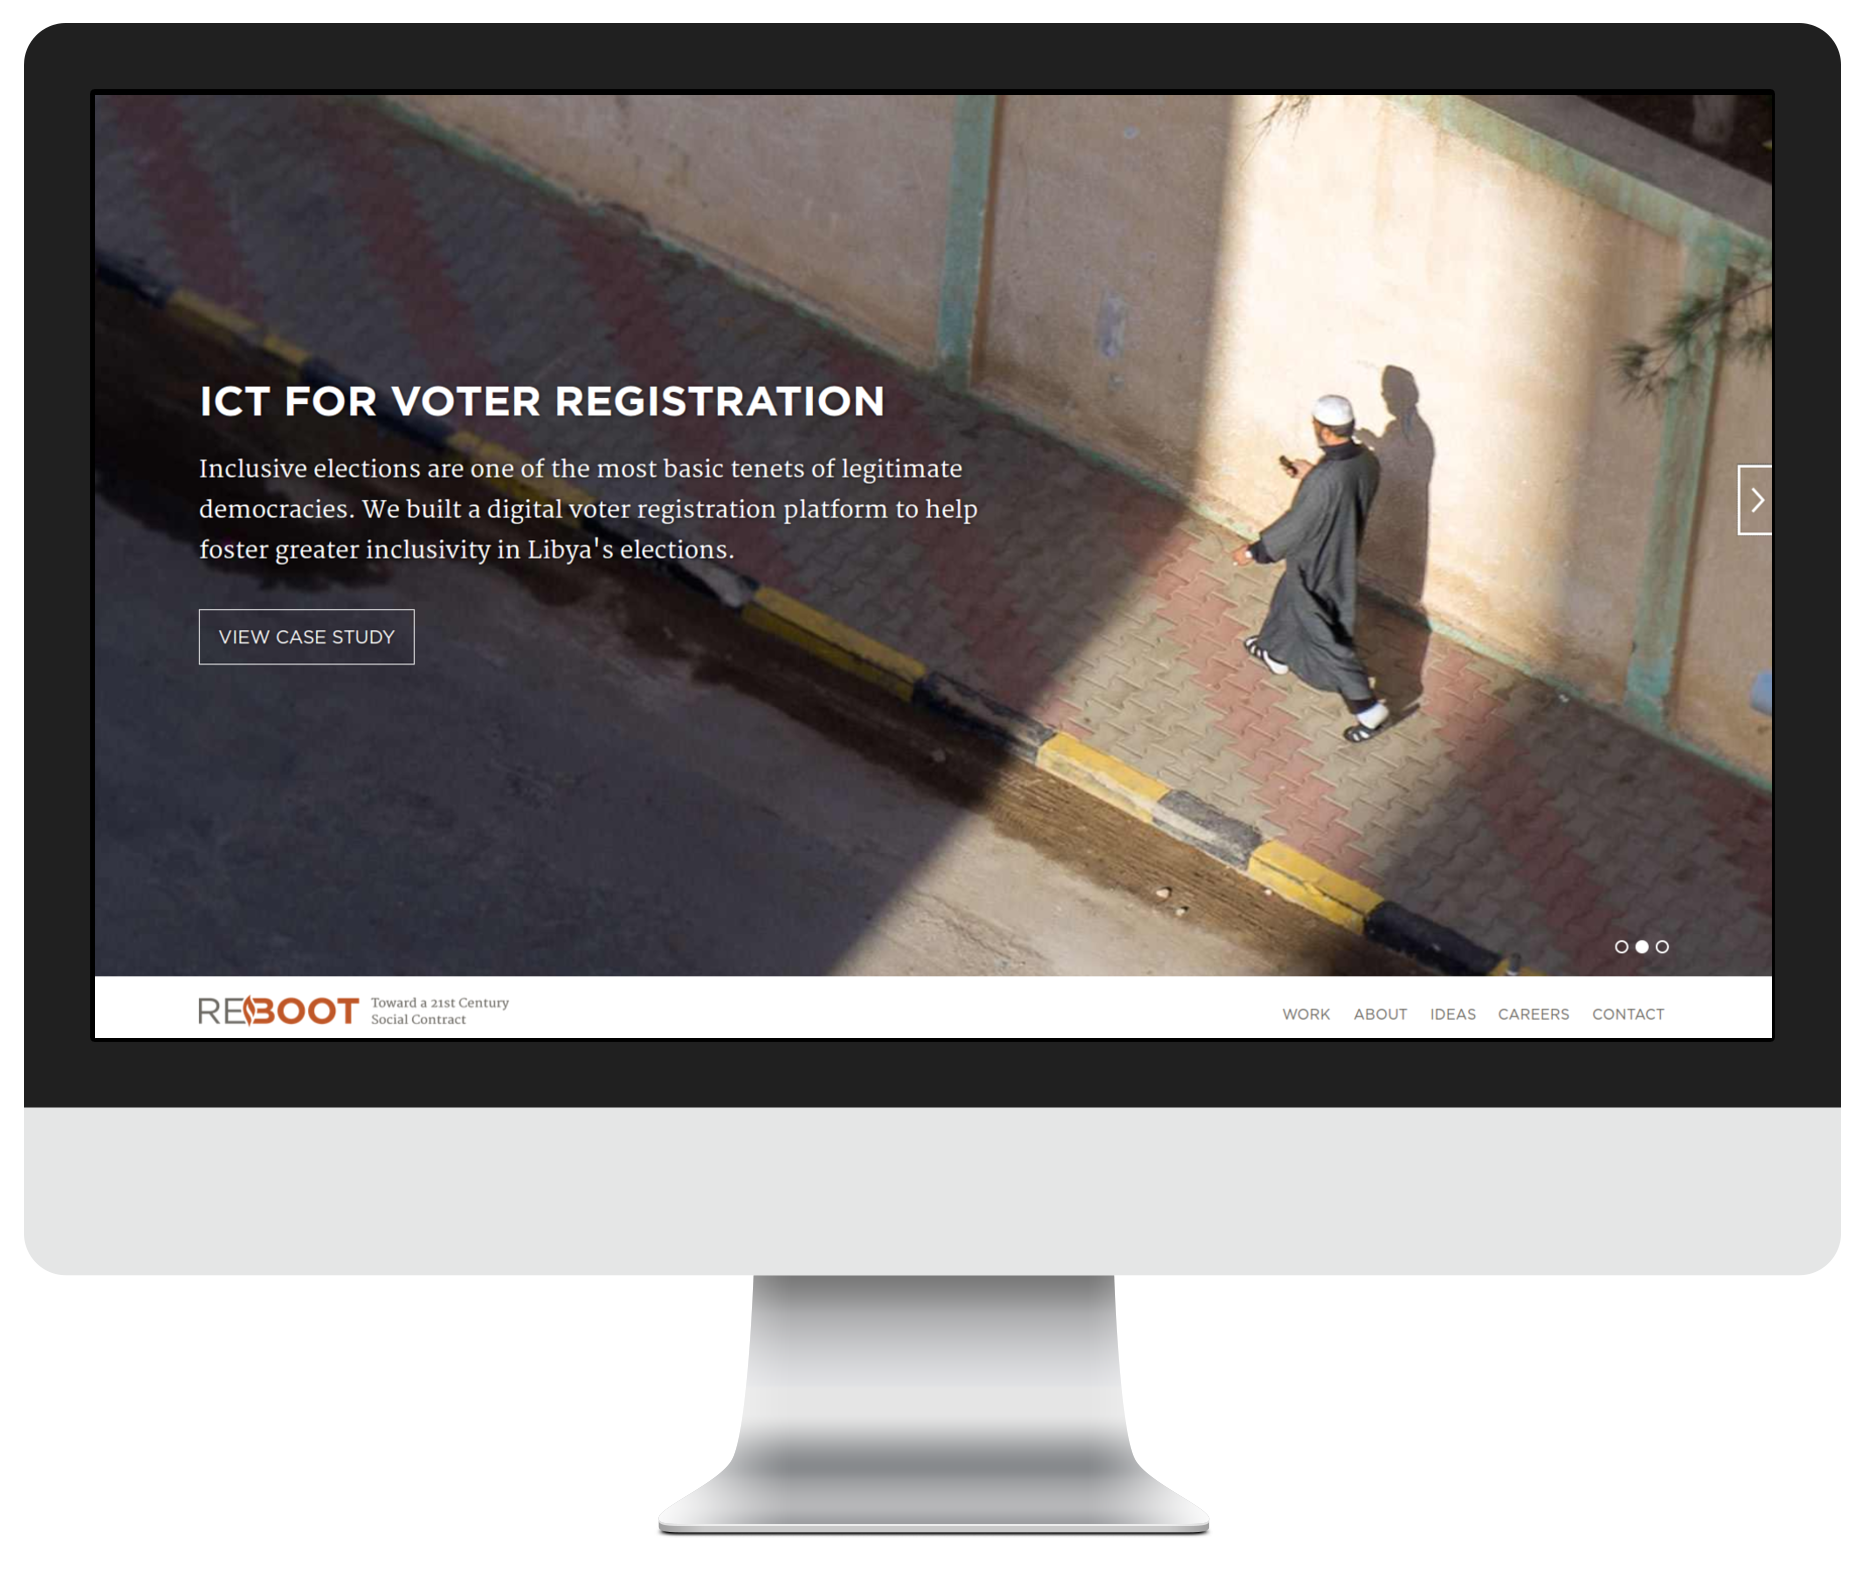 ICT FOR VOTER REGISTRATION
Inclusive elections are one of the most basic tenets of legitimate
democracies. We built a digital voter registration platform to help
foster greater inclusivity in Libya's elections.
VIEW CASE STUDY
REBOOT
Toward a 21st Century
Social Contract
WORK ABOUT IDEAS CAREERS CONTACT